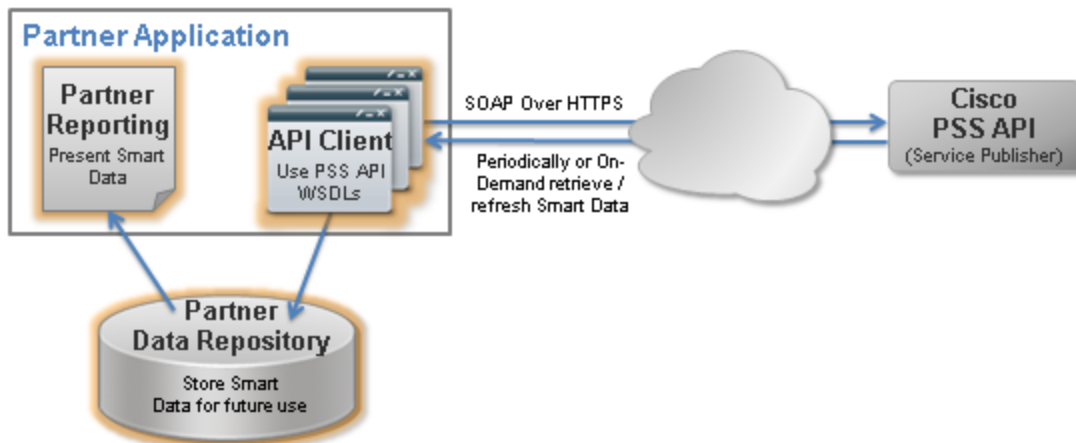 Partner Application
Partner
Reporting
Present Smart
Data
API Client
Use PSS API
WSDLs
SOAP Over HTTPS
Periodically or On-
Demand retrieve /
refresh Smart Data
Cisco
PSS API
(Service Publisher)
Partner
Data Repository
Store Smart
Data for future use